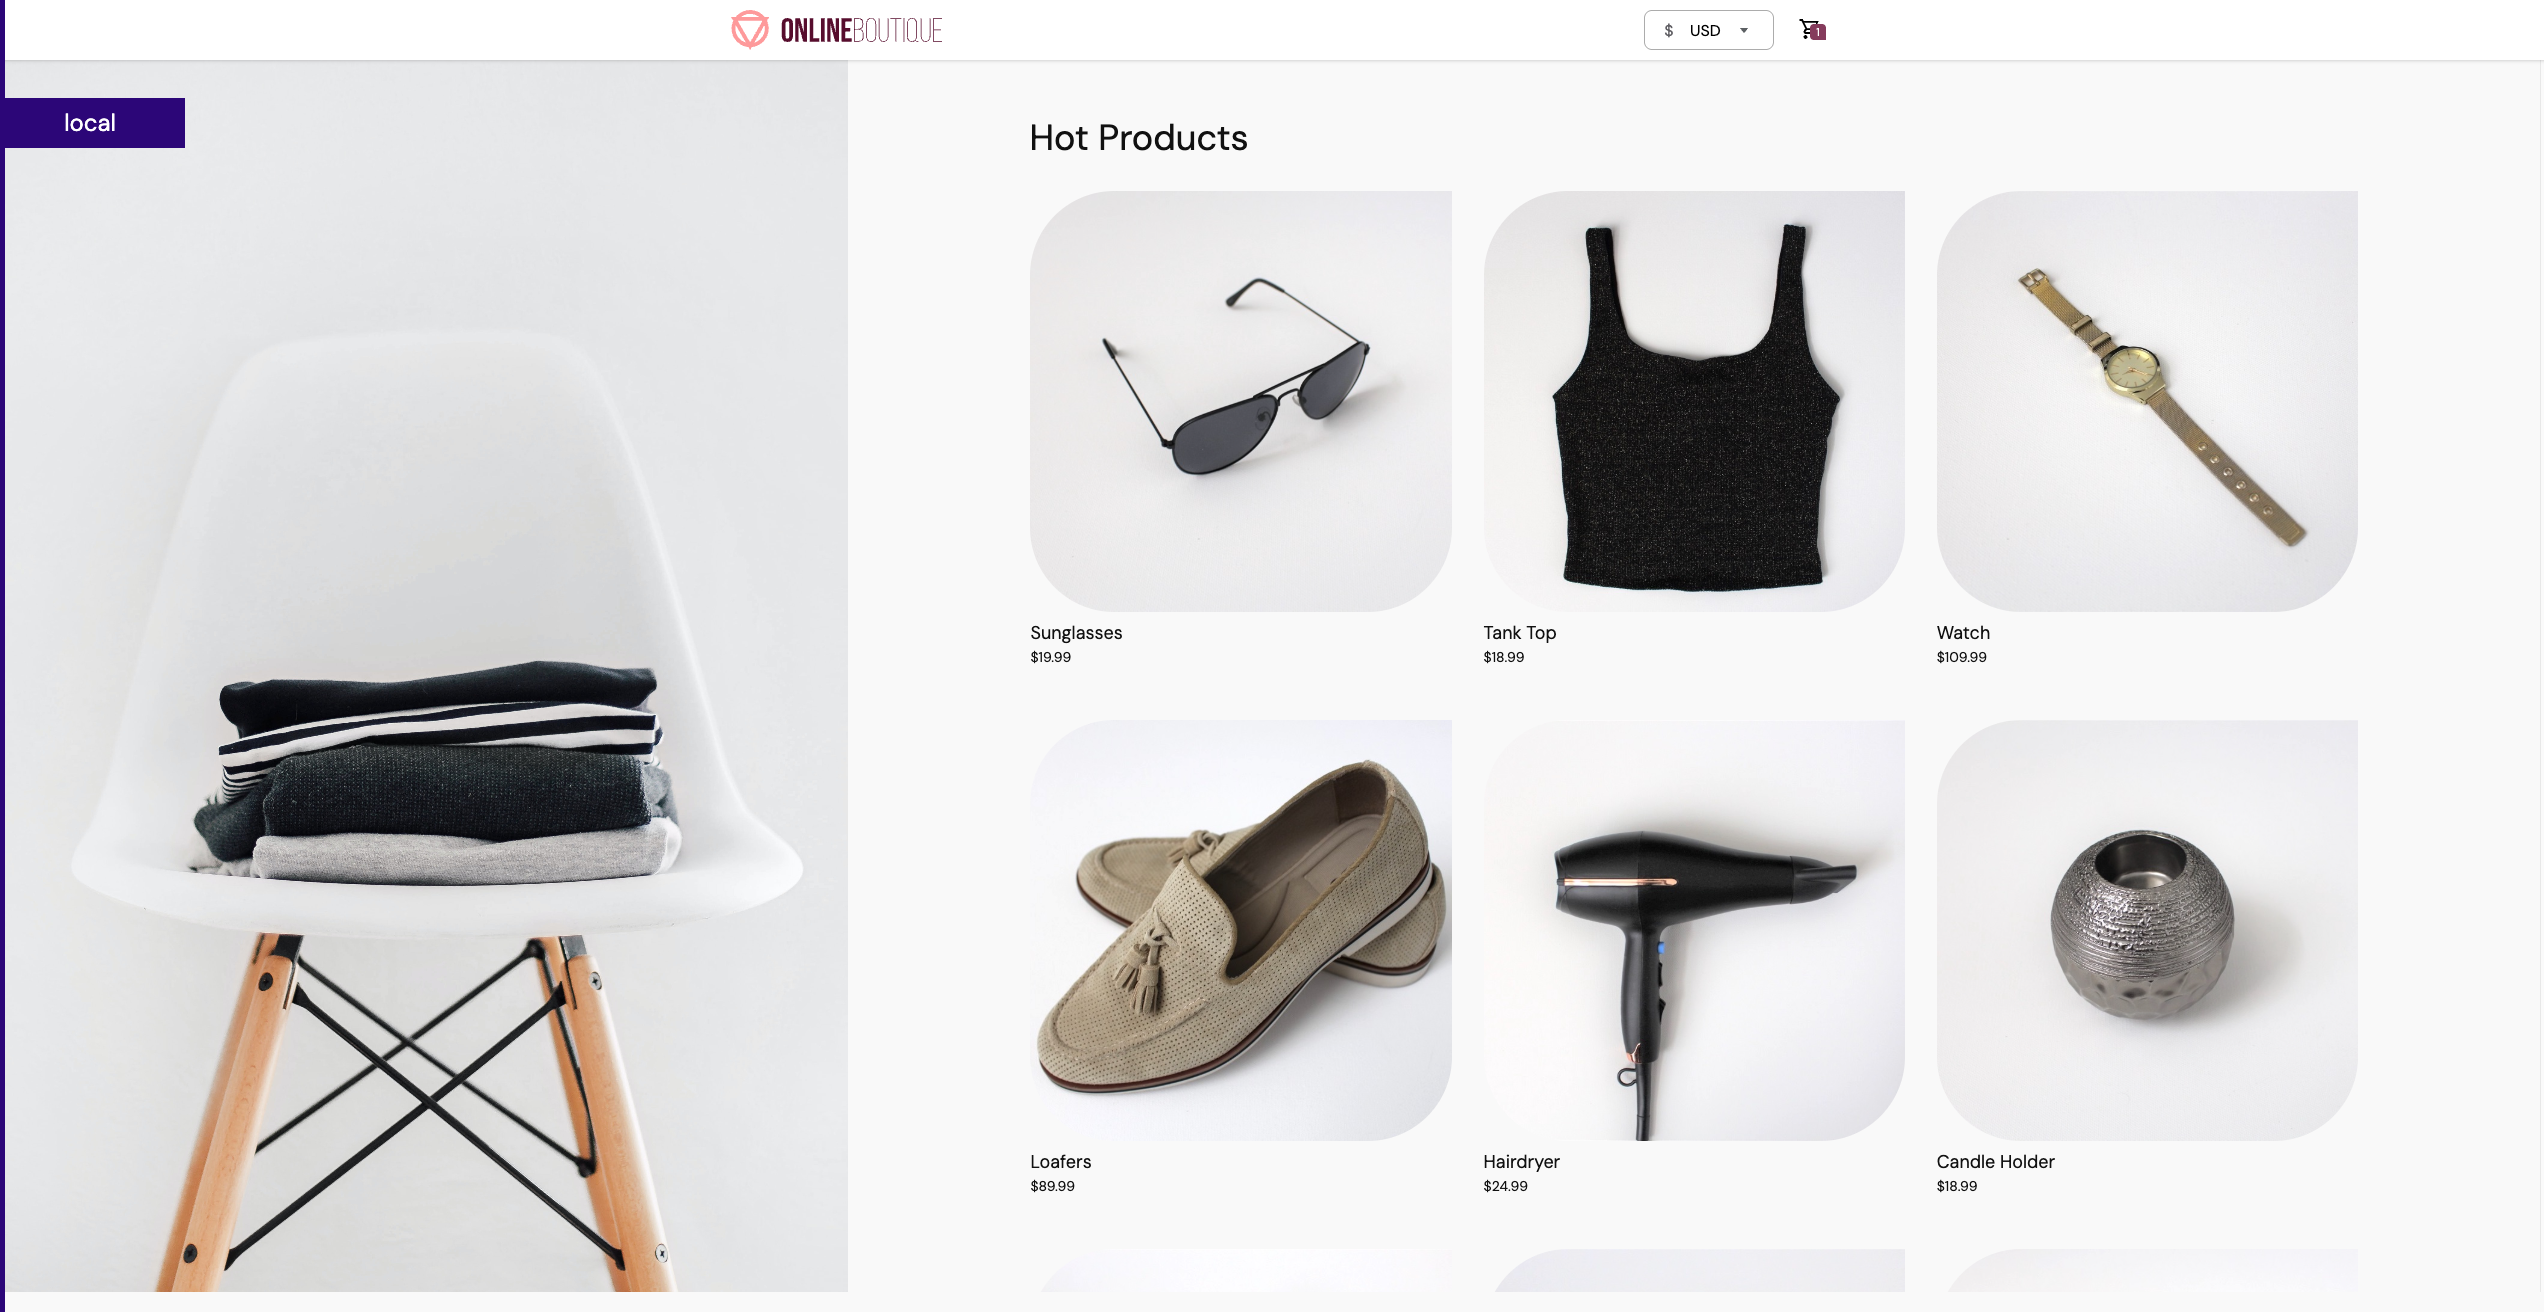 ONLINEBOUTIQUE
$ USD
1
local
Hot Products
Sunglasses
$19.99
Tank Top
$18.99
Watch
$109.99
Loafers
$89.99
Hairdryer
$24.99
Candle Holder
$18.99